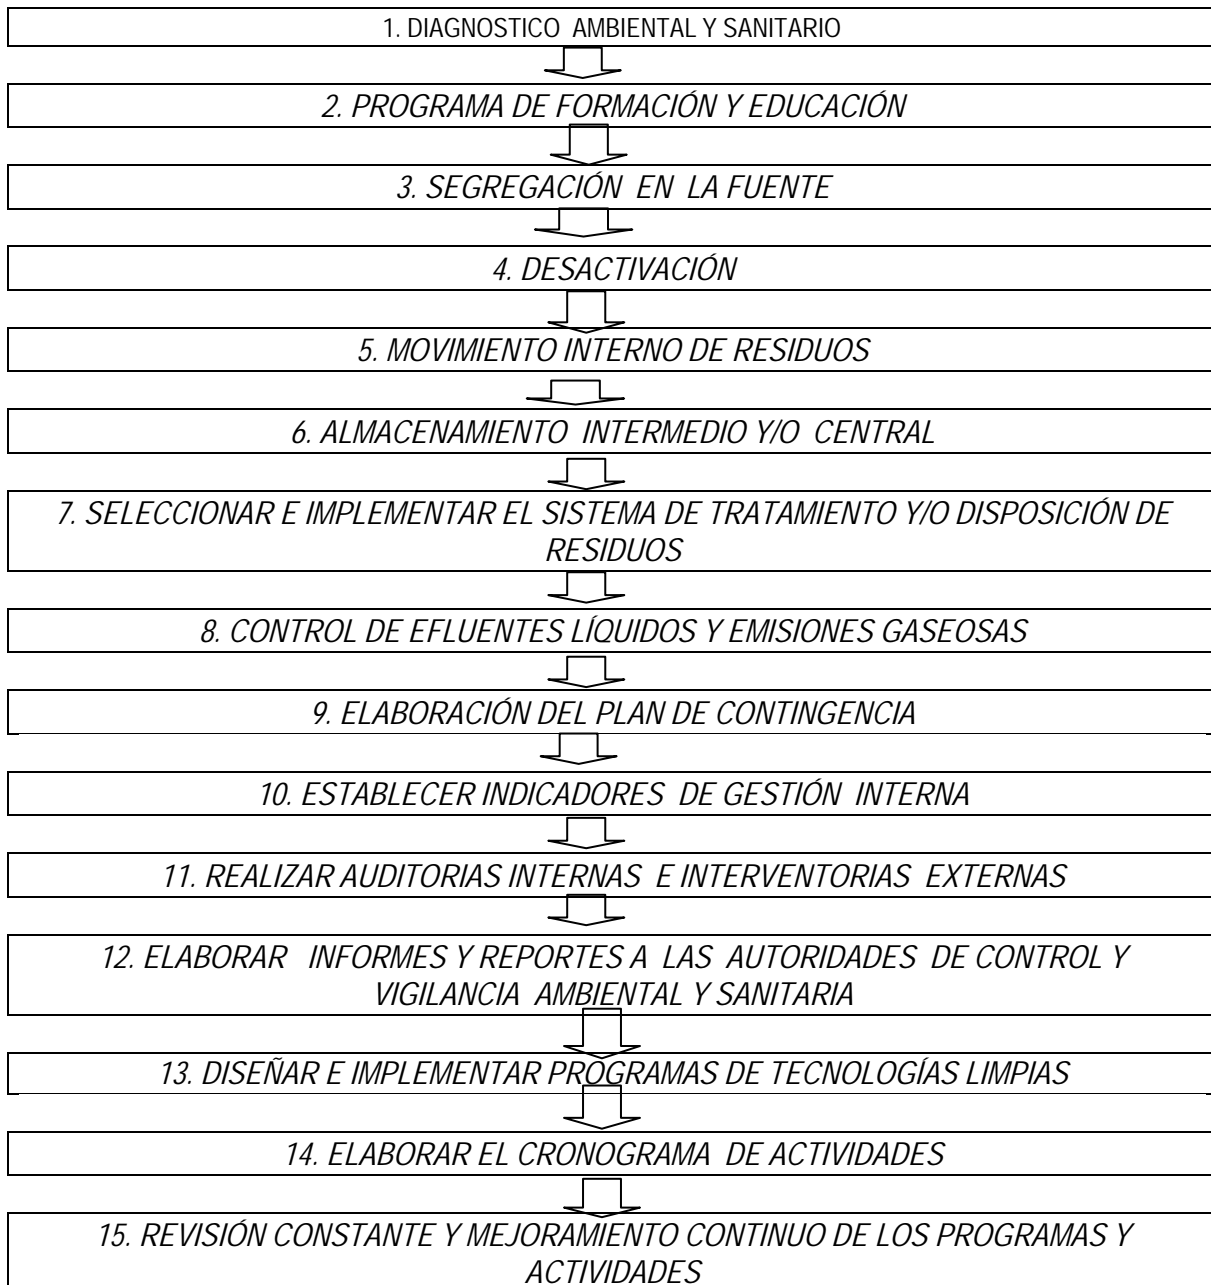 1. DIAGNOSTICO AMBIENTAL Y SANITARIO
2. PROGRAMA DE FORMACIÓN Y EDUCACIÓN
3. SEGREGACIÓN EN LA FUENTE
4. DESACTIVACIÓN
5. MOVIMIENTO INTERNO DE RESIDUOS
6. ALMACENAMIENTO INTERMEDIO Y/O CENTRAL
7. SELECCIONAR E IMPLEMENTAR EL SISTEMA DE TRATAMIENTO Y/O DISPOSICIÓN DE
RESIDUOS
8. CONTROL DE EFLUENTES LÍQUIDOS Y EMISIONES GASEOSAS
9. ELABORACIÓN DEL PLAN DE CONTINGENCIA
10. ESTABLECER INDICADORES DE GESTIÓN INTERNA
11. REALIZAR AUDITORIAS INTERNAS E INTERVENTORIAS EXTERNAS
12. ELABORAR INFORMES Y REPORTES A LAS AUTORIDADES DE CONTROL Y
VIGILANCIA AMBIENTAL Y SANITARIA
13. DISEÑAR E IMPLEMENTAR PROGRAMAS DE TECNOLOGÍAS LIMPIAS
14. ELABORAR EL CRONOGRAMA DE ACTIVIDADES
15. REVISIÓN CONSTANTE Y MEJORAMIENTO CONTINUO DE LOS PROGRAMAS Y
ACTIVIDADES